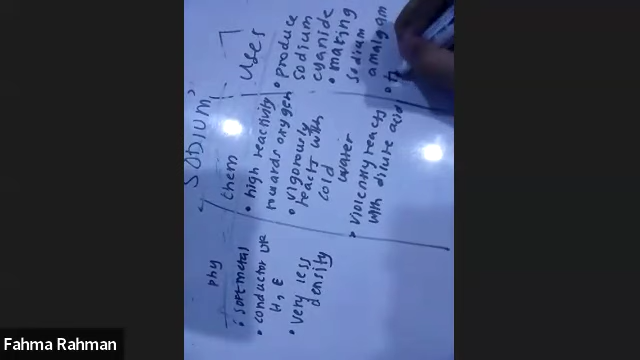 SODIUM
phy
• soft metal
• conductor of
H, E
• very less
density
chem
• high reactivity
towards oxygen
• vigorously
reacts with
cold
water
• violently reacts
with dilute acid
uses
• produce
sodium
cyanide
• making
sodium
amalgam
Fahma Rahman